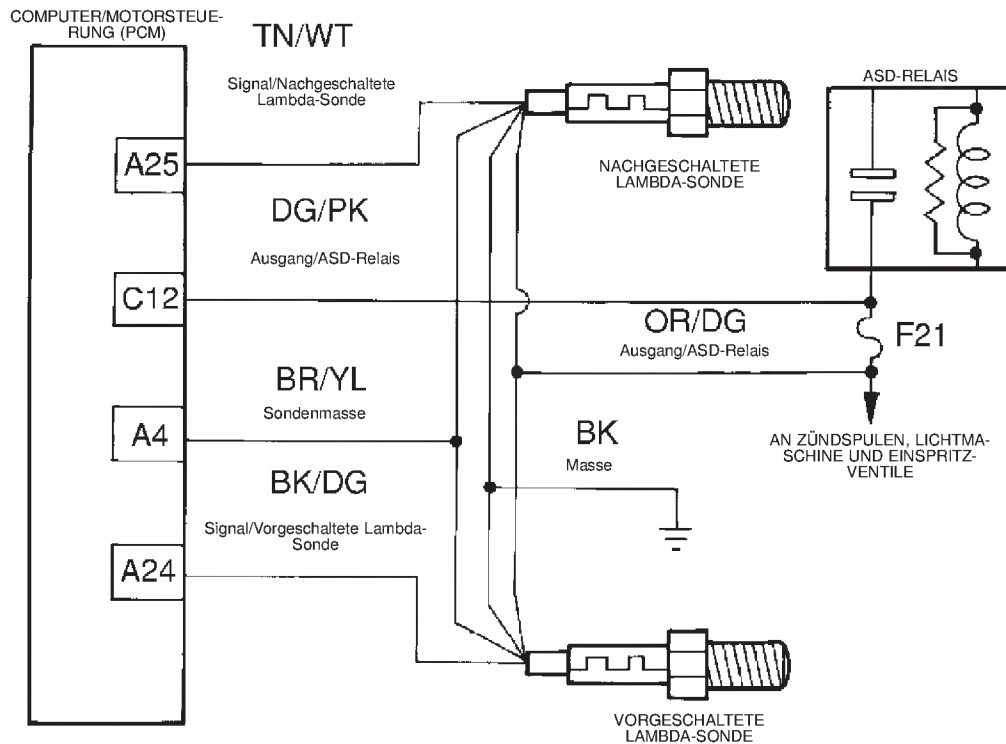 COMPUTER/MOTORSTEUE-
RUNG (PCM)
TN/WT
Signal/Nachgeschaltete
Lambda-Sonde
A25
NACHGESCHALTETE
LAMBDA-SONDE
ASD-RELAIS
DG/PK
Ausgang/ASD-Relais
C12
OR/DG
Ausgang/ASD-Relais
F21
BR/YL
Sondenmasse
A4
BK
Masse
AN ZÜNDSPULEN, LICHTMA-
SCHINE UND EINSPRITZ-
VENTILE
BK/DG
Signal/Vorgeschaltete Lambda-
Sonde
A24
VORGESCHALTETE
LAMBDA-SONDE